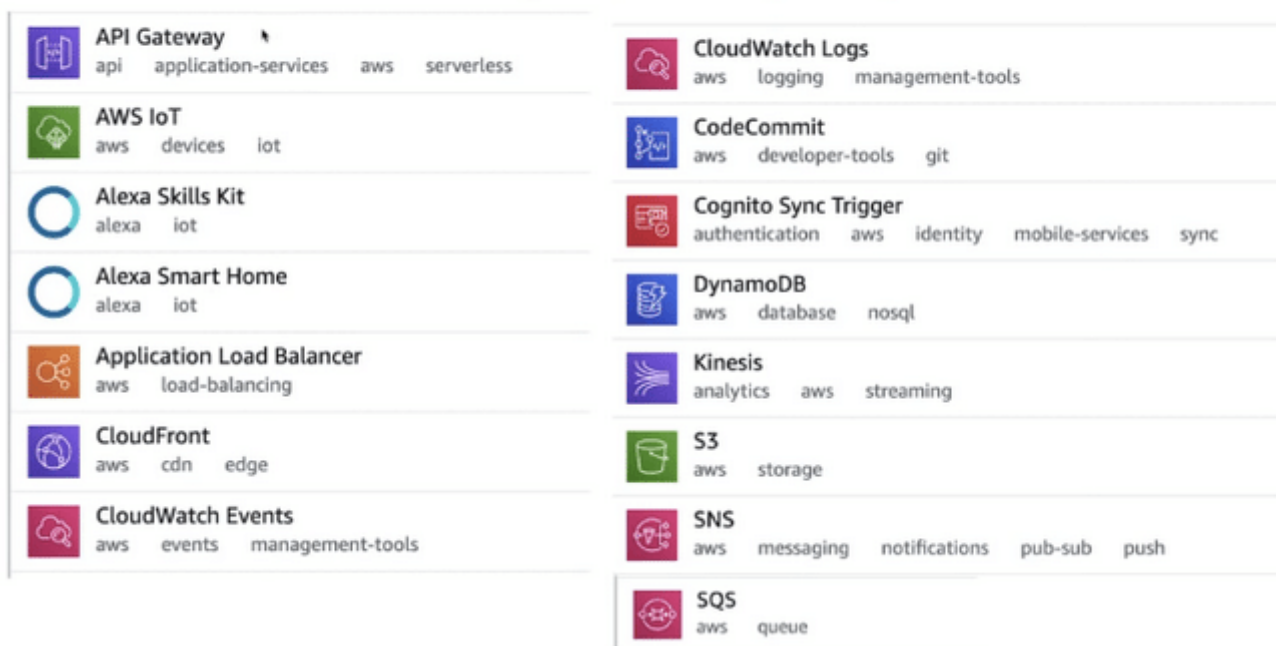 API Gateway
api application-services aws serverless
AWS IoT
aws devices iot
Alexa Skills Kit
alexa iot
Alexa Smart Home
alexa iot
Application Load Balancer
aws load-balancing
CloudFront
aws cdn edge
CloudWatch Events
aws events management-tools
CloudWatch Logs
aws logging management-tools
CodeCommit
aws developer-tools git
Cognito Sync Trigger
authentication aws identity mobile-services sync
DynamoDB
aws database nosql
Kinesis
analytics aws streaming
S3
aws storage
SNS
aws messaging notifications pub-sub push
SQS
aws queue